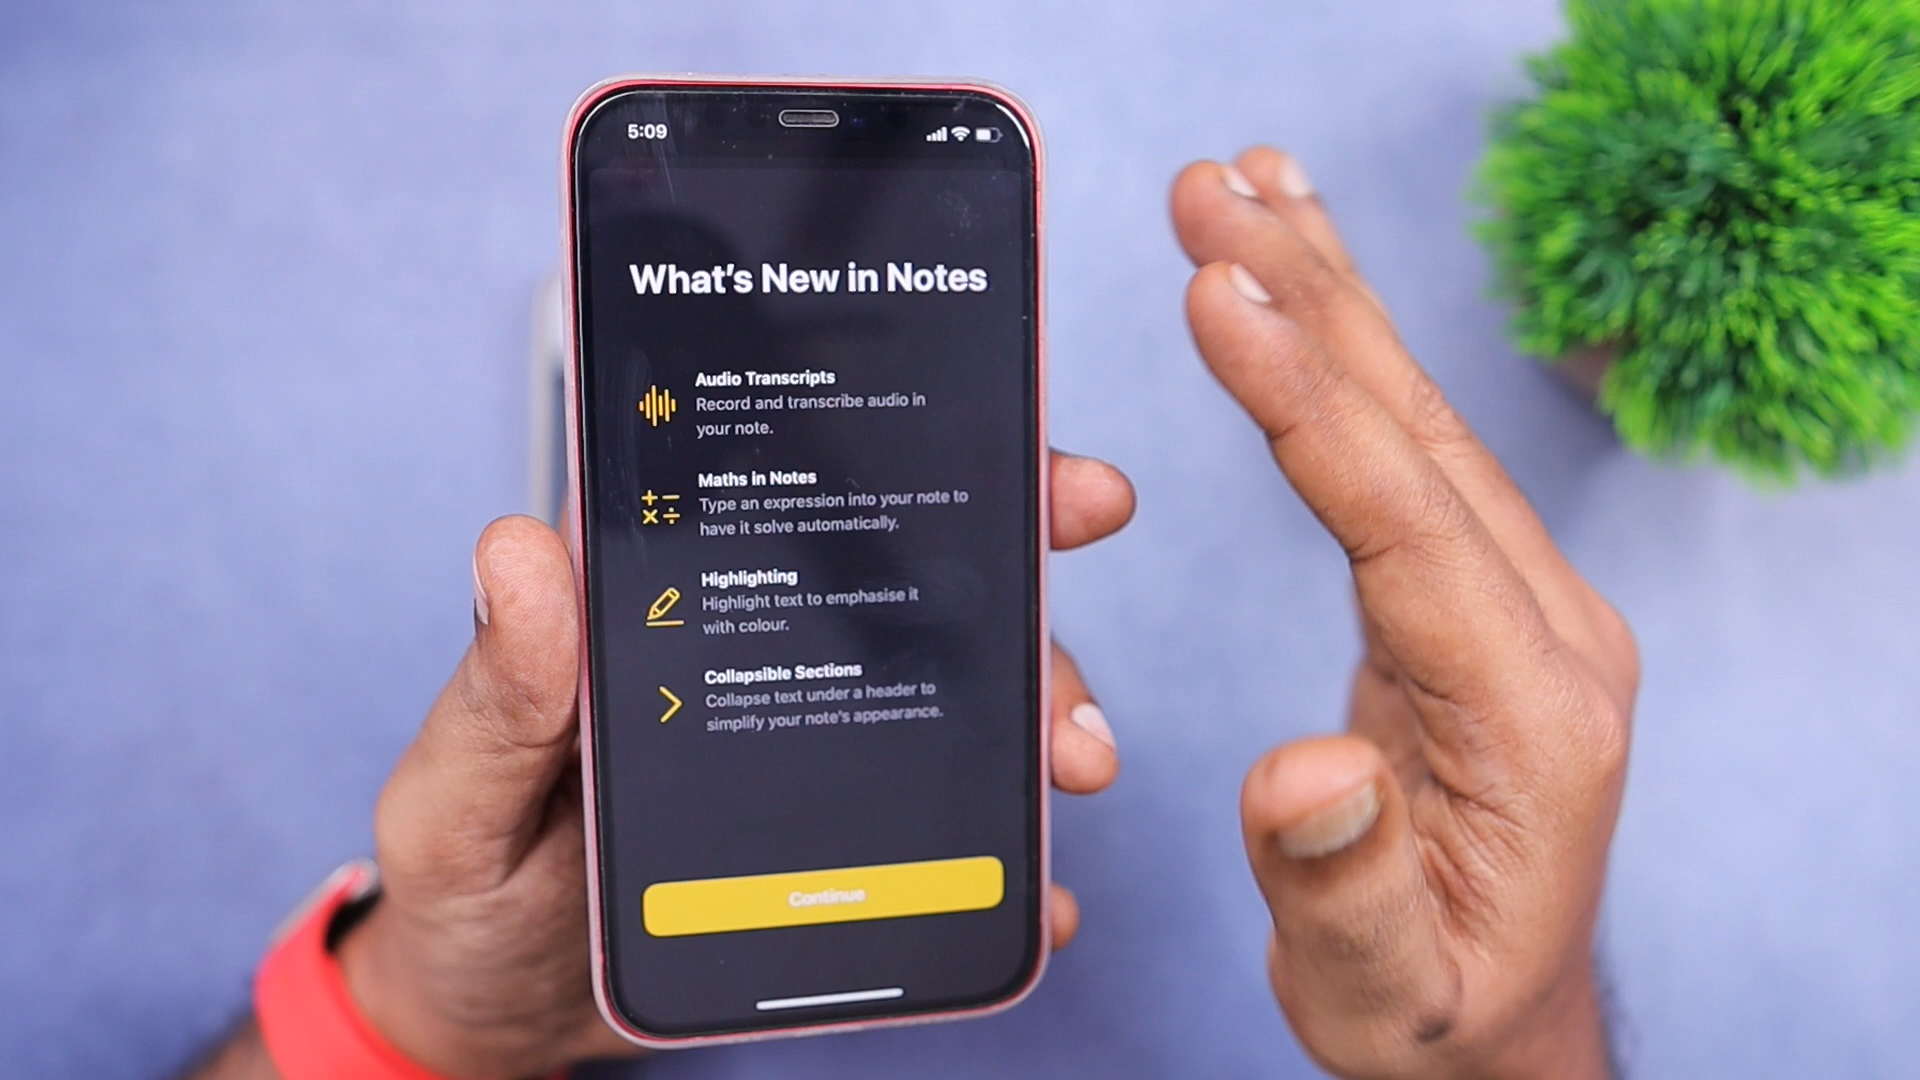 5:09
What's New in Notes
Audio Transcripts
Record and transcribe audio in
your note.
Maths in Notes
Type an expression into your note to
have it solve automatically.
Highlighting
Highlight text to emphasise it
with colour.
Collapsible Sections
Collapse text under a header to
simplify your note's appearance.
Continue